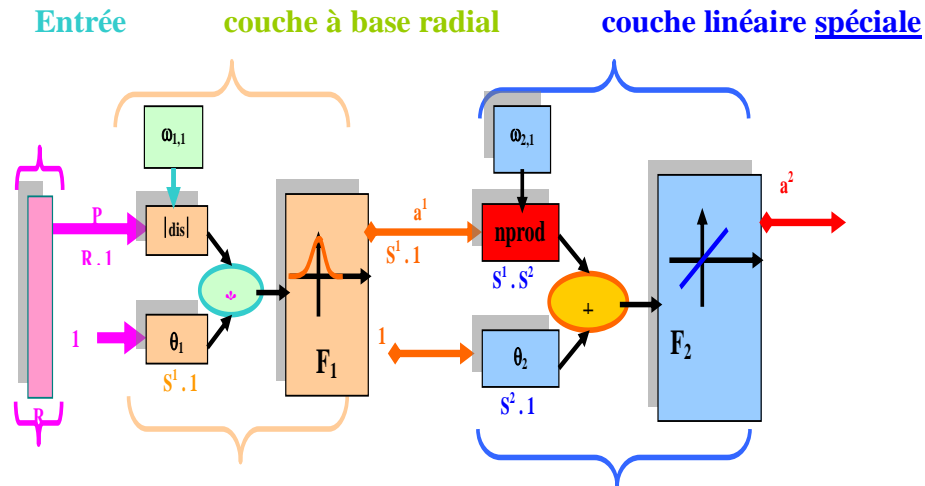 Entrée couche à base radial couche linéaire spéciale
ω1,1
ω2,1
P
R . 1
|dis|
a¹
S¹ . 1
nprod
S¹ . S²
a²
*
+
1
θ1
S¹ . 1
F1
1
θ2
S² . 1
F2
R